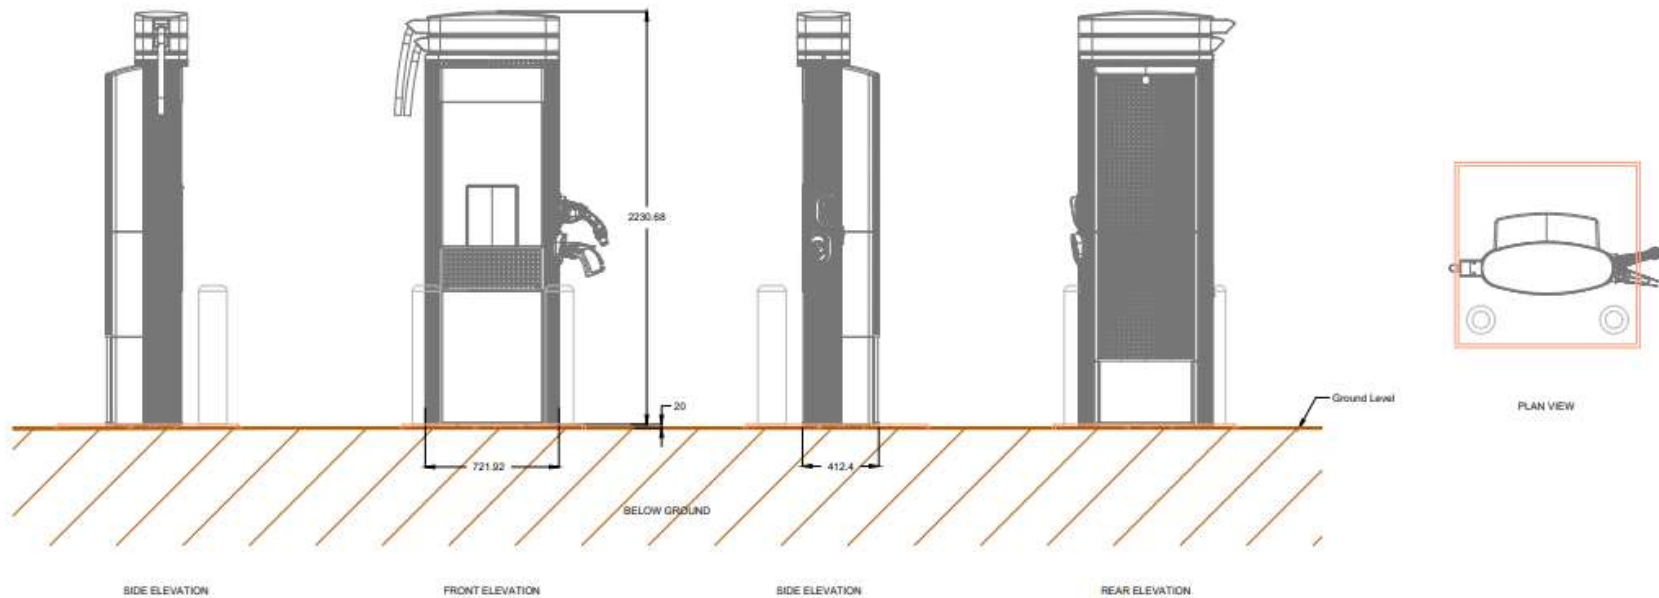 2230.68
20
Ground Level
PLAN VIEW
721.92
412.4
BELOW GROUND
SIDE ELEVATION
FRONT ELEVATION
SIDE ELEVATION
REAR ELEVATION